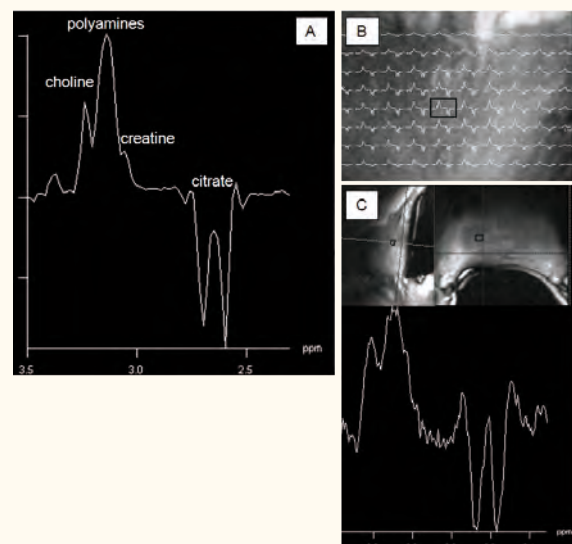 A
polyamines
choline
creatine
citrate
ppm
3.5
3.0
2.5
B
C
ppm